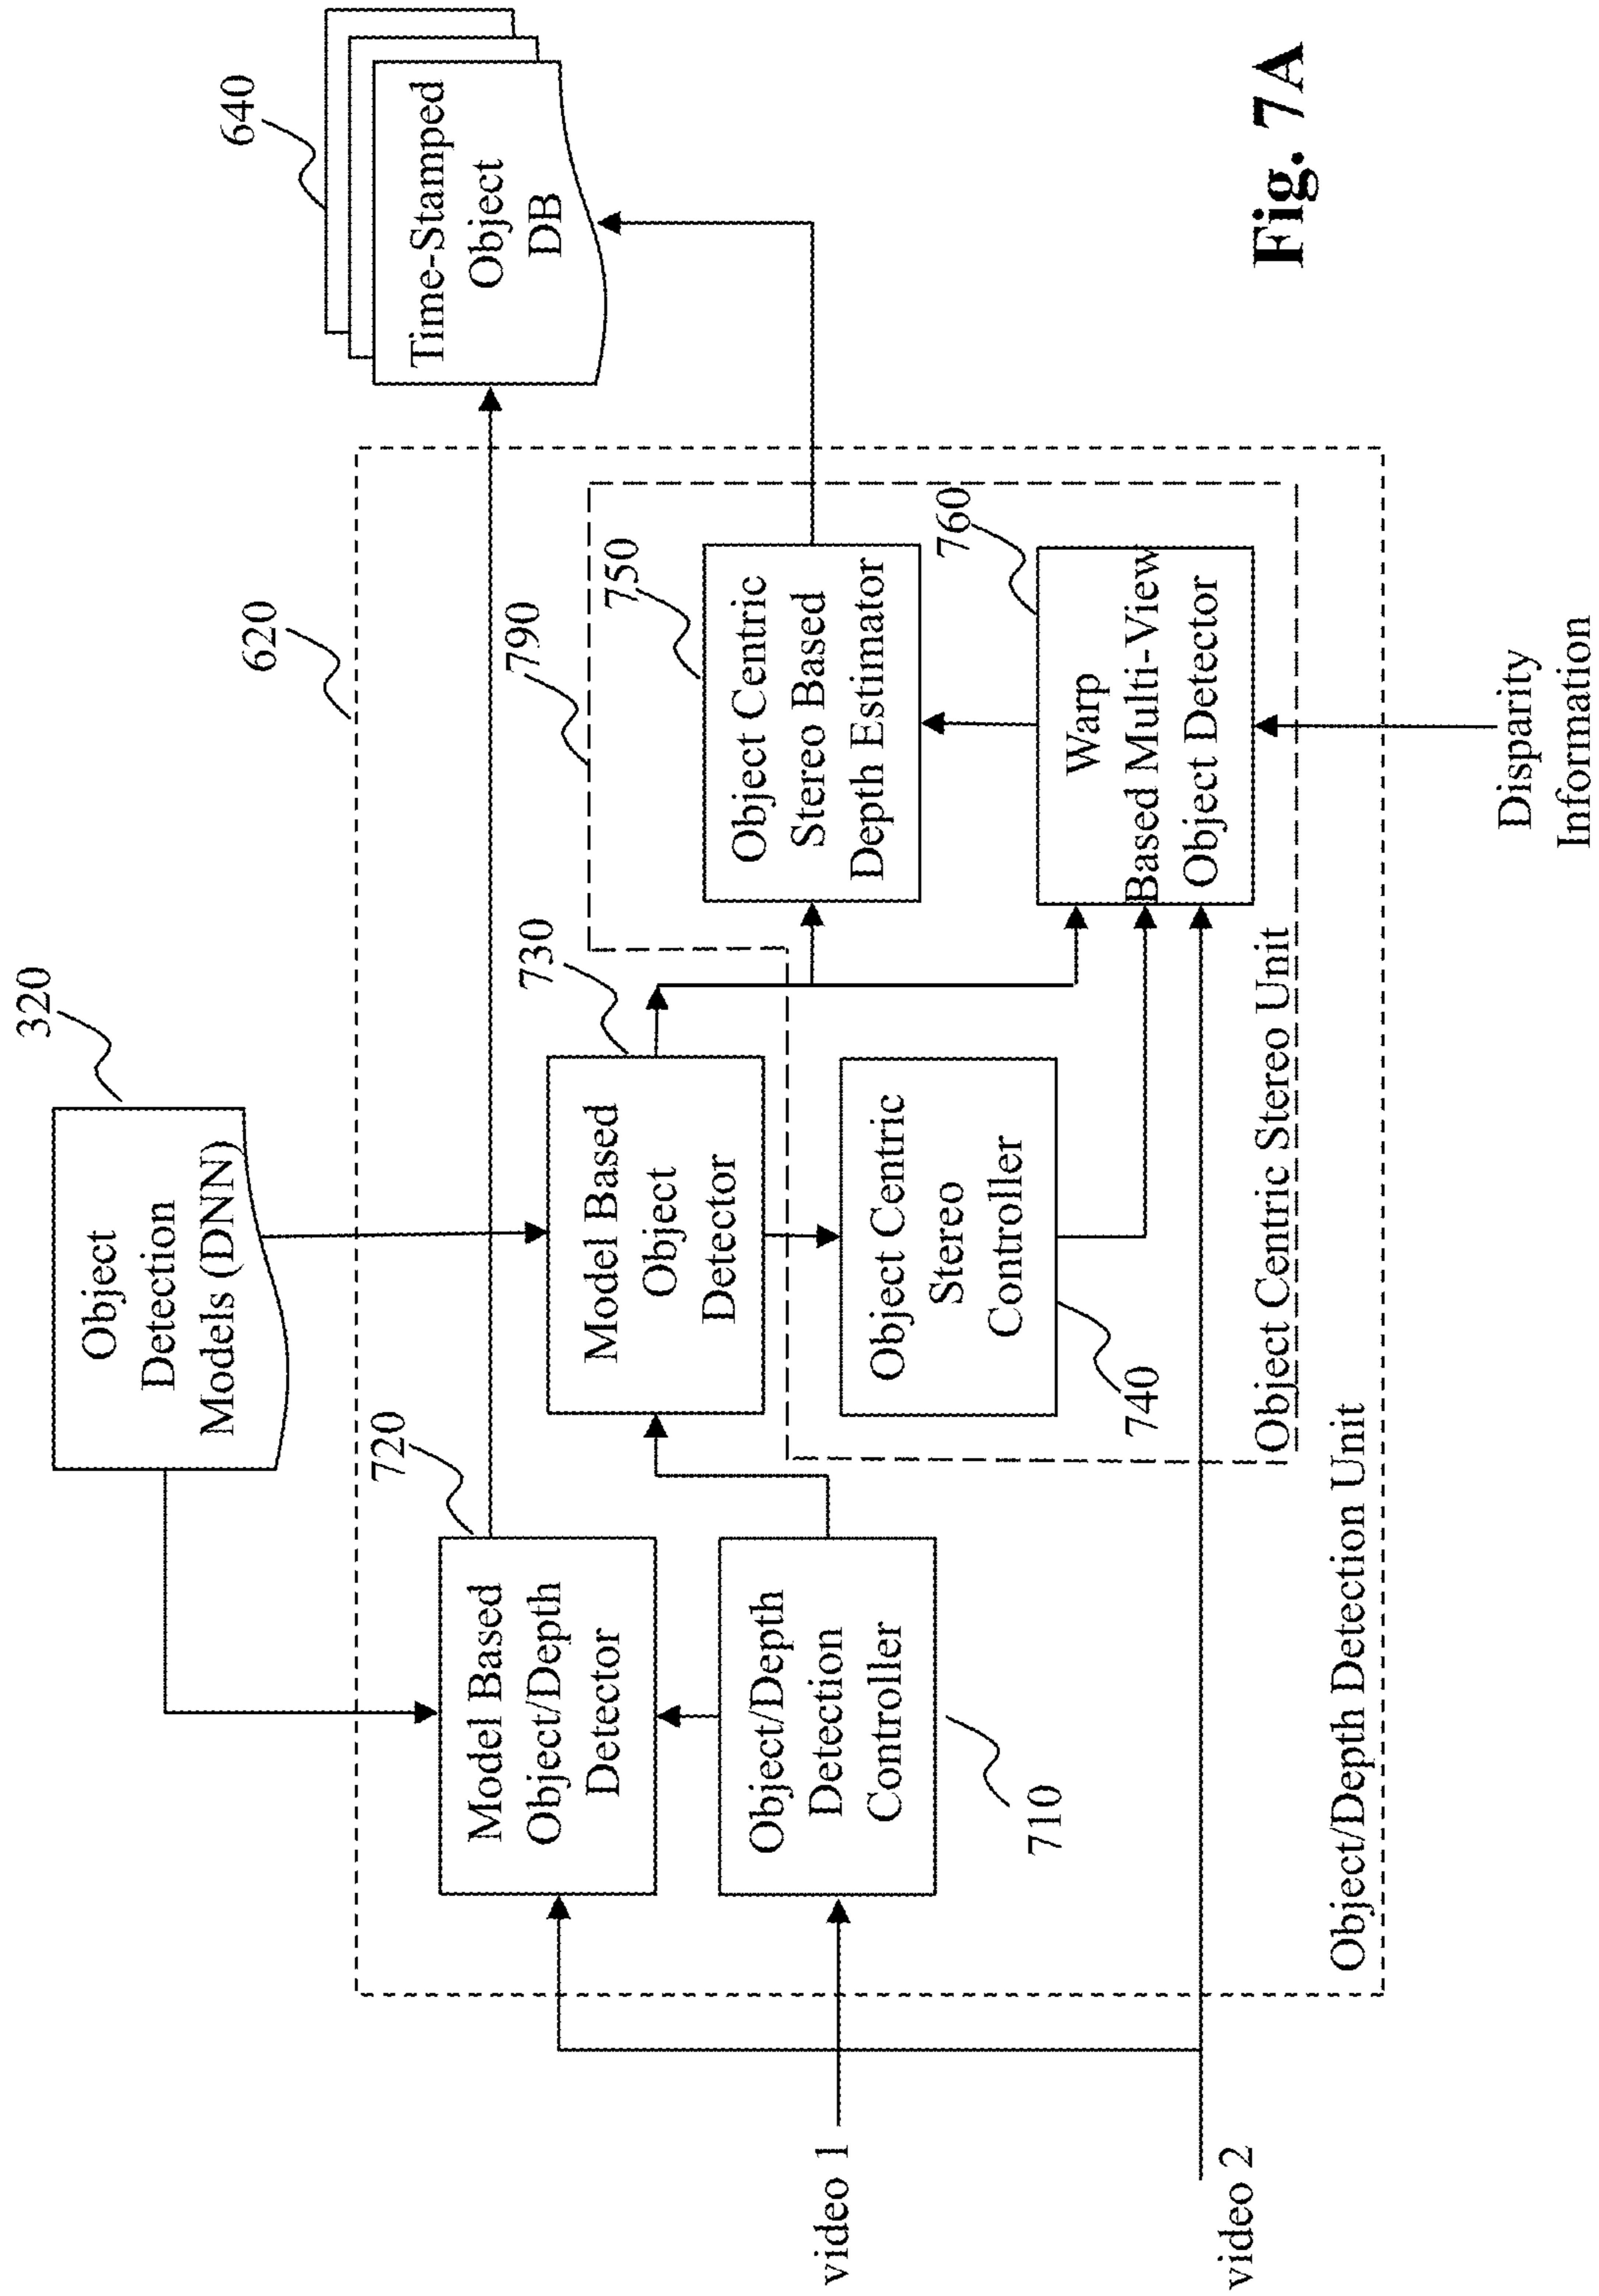 320
Object
Detection
Models (DNN)
640
Time-Stamped
Object
DB
620
720
Model Based
Object/Depth
Detector
730
Model Based
Object
Detector
790
750
Object Centric
Stereo Based
Depth Estimator
Object/Depth
Detection
Controller
710
Object Centric
Stereo
Controller
740
760
Warp
Based Multi-View
Object Detector
Object Centric Stereo Unit
Object/Depth Detection Unit
video 1
video 2
Disparity
Information
Fig. 7A